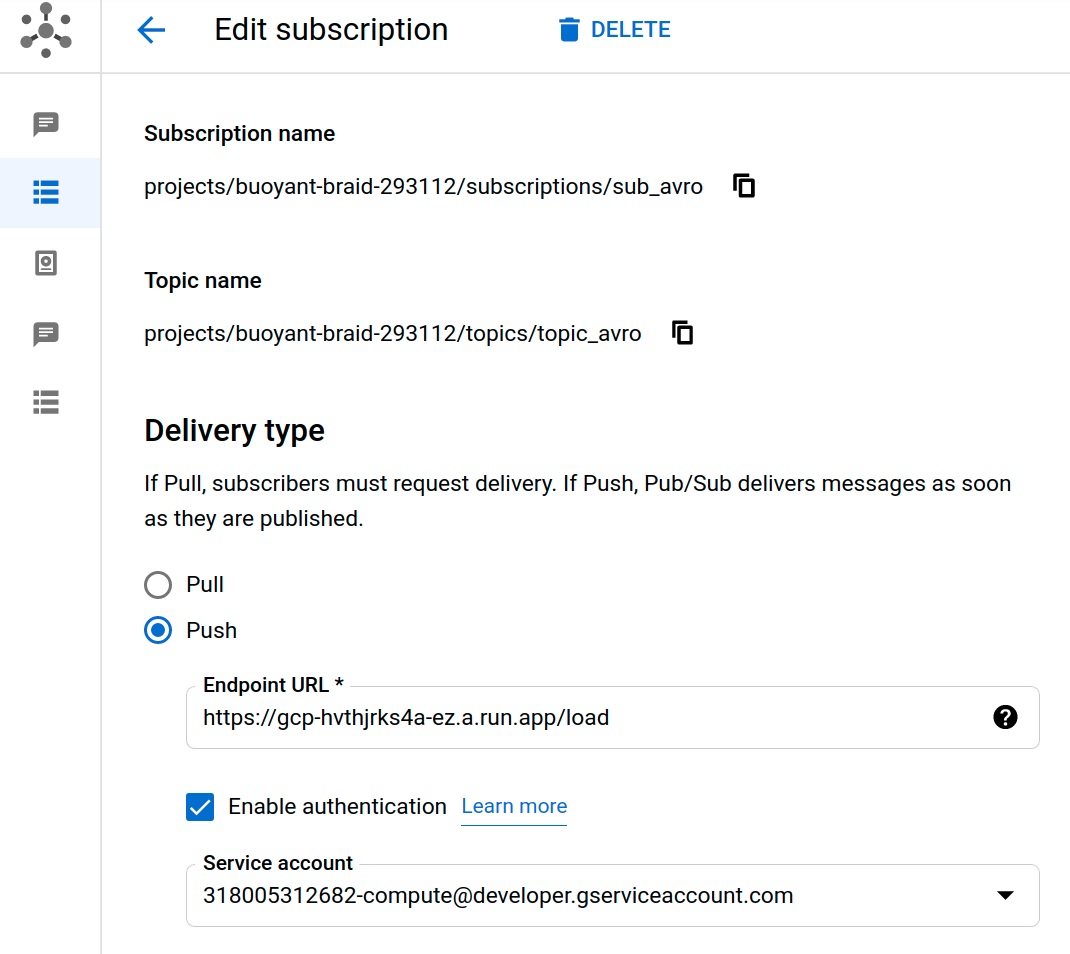 Edit subscription
DELETE
Subscription name
projects/buoyant-braid-293112/subscriptions/sub_avro
Topic name
projects/buoyant-braid-293112/topics/topic_avro
Delivery type
If Pull, subscribers must request delivery. If Push, Pub/Sub delivers messages as soon
as they are published.
Pull
Push
Endpoint URL *
https://gcp-hvthjrks4a-ez.a.run.app/load
Enable authentication Learn more
Service account
318005312682-compute@developer.gserviceaccount.com